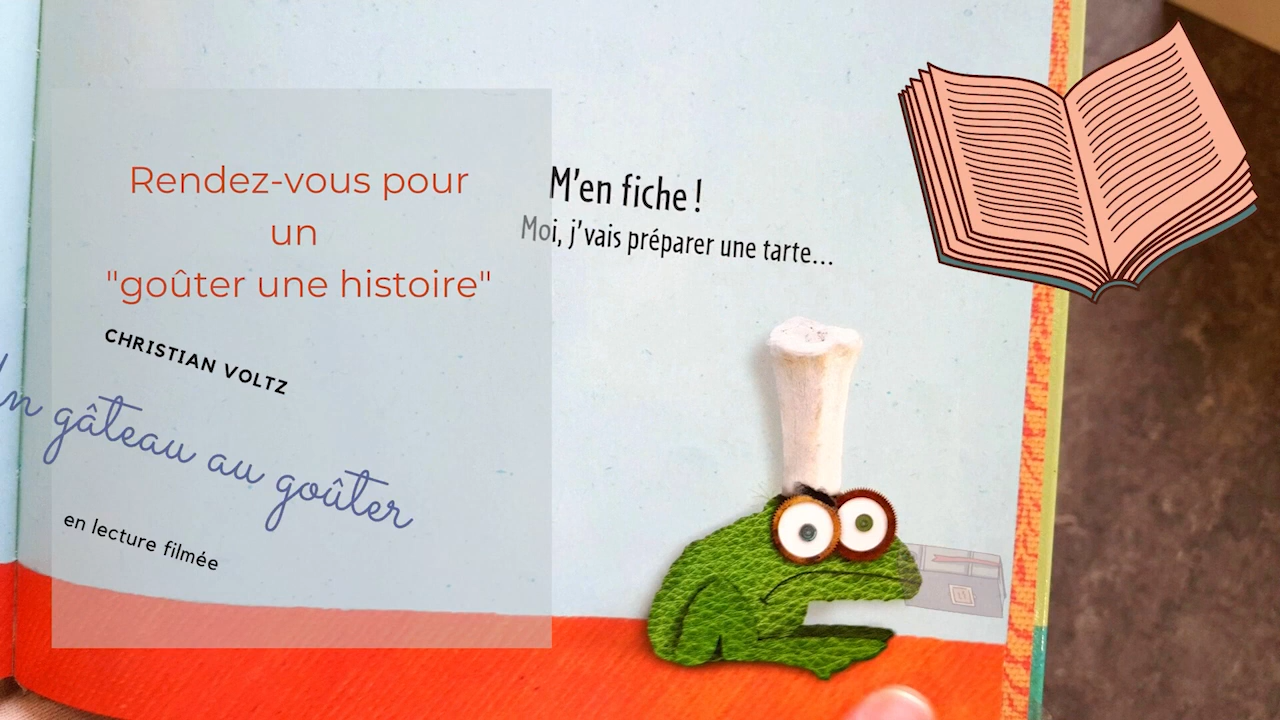 Rendez-vous pour
un
"goûter une histoire"
CHRISTIAN VOLTZ
Un gâteau au goûter
en lecture filmée
M'en fiche !
Moi, j'vais préparer une tarte...